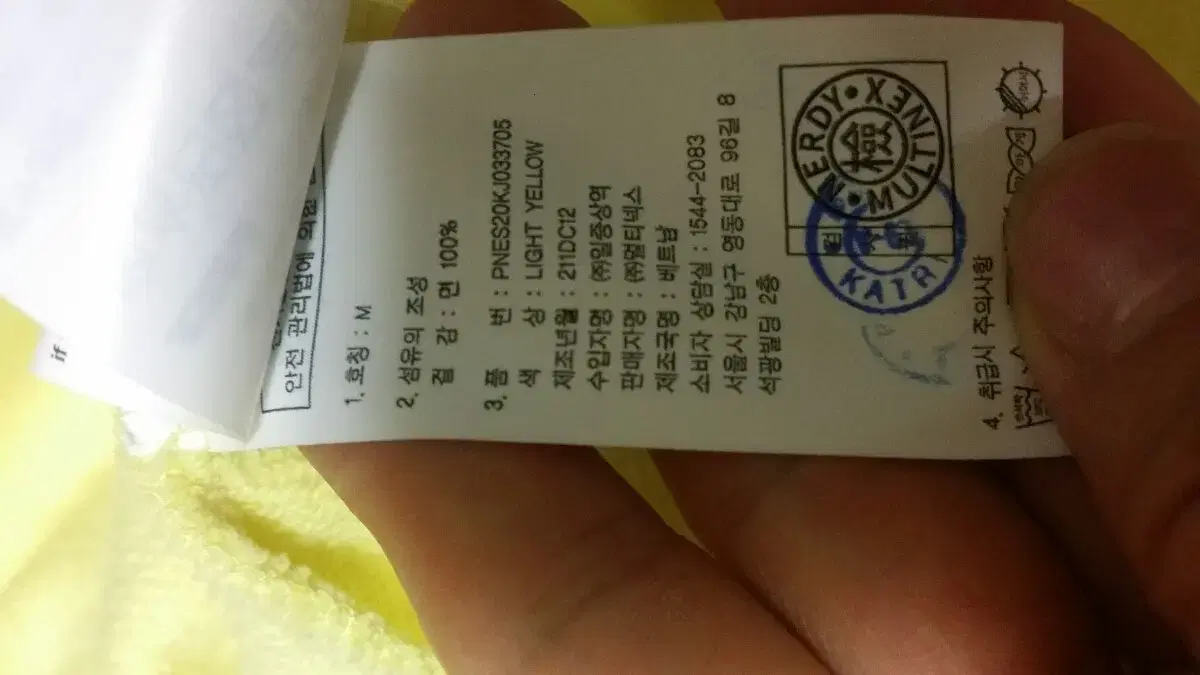 안전 관리법에 의한
1. 호칭 : M
2. 섬유의 조성
겉 감 : 면 100%
3. 품 번 : PNES20KJ033705
색 상 : LIGHT YELLOW
제조년월 : 211DC12
수입자명 : ㈜일중상역
판매자명 : ㈜멀티넥스
제조국명 : 베트남
소비자 상담실 : 1544-2083
서울시 강남구 영동대로 96길 8
석광빌딩 2층
NERDY • MULTINEX •
檢
KATR
4. 취급시 주의사항
if